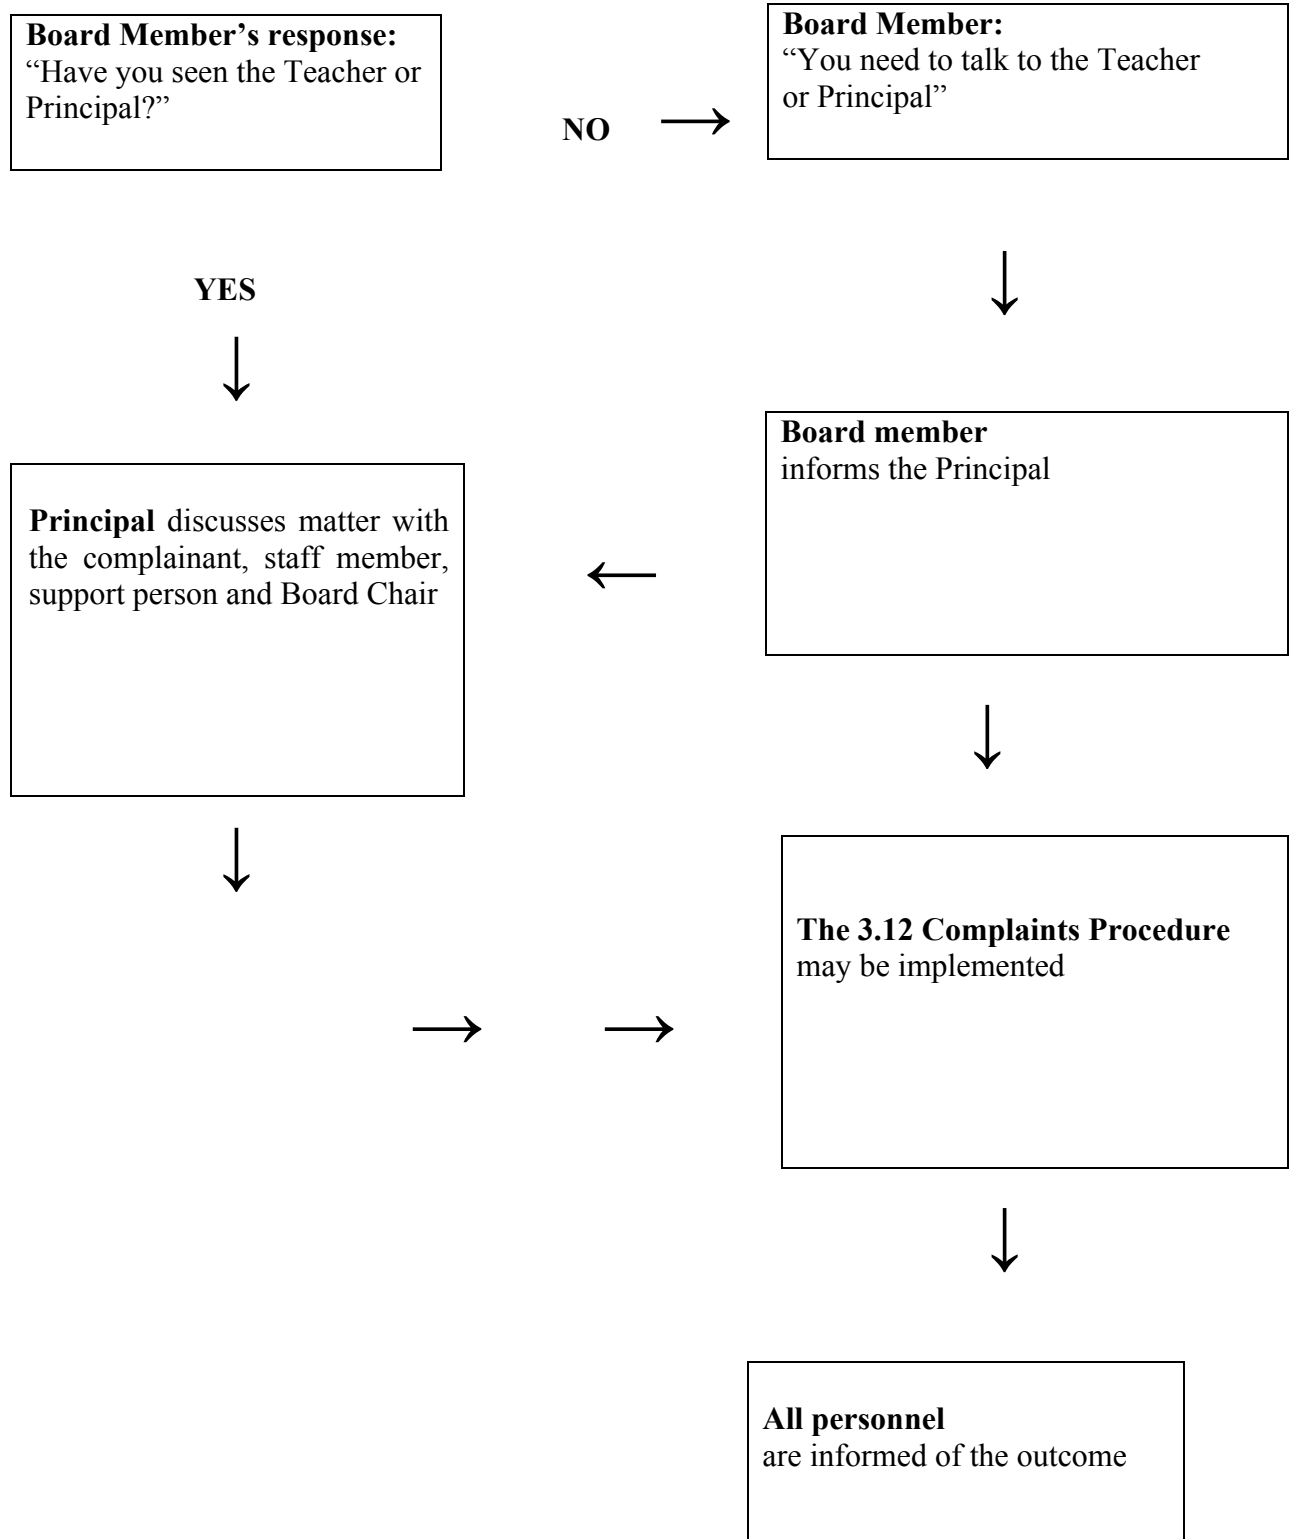 Board Member’s response:
“Have you seen the Teacher or
Principal?”
NO
→
Board Member:
“You need to talk to the Teacher
or Principal”
YES
↓
↓
Board member
informs the Principal
Principal discusses matter with
the complainant, staff member,
support person and Board Chair
←
↓
↓
The 3.12 Complaints Procedure
may be implemented
→ →
↓
All personnel
are informed of the outcome